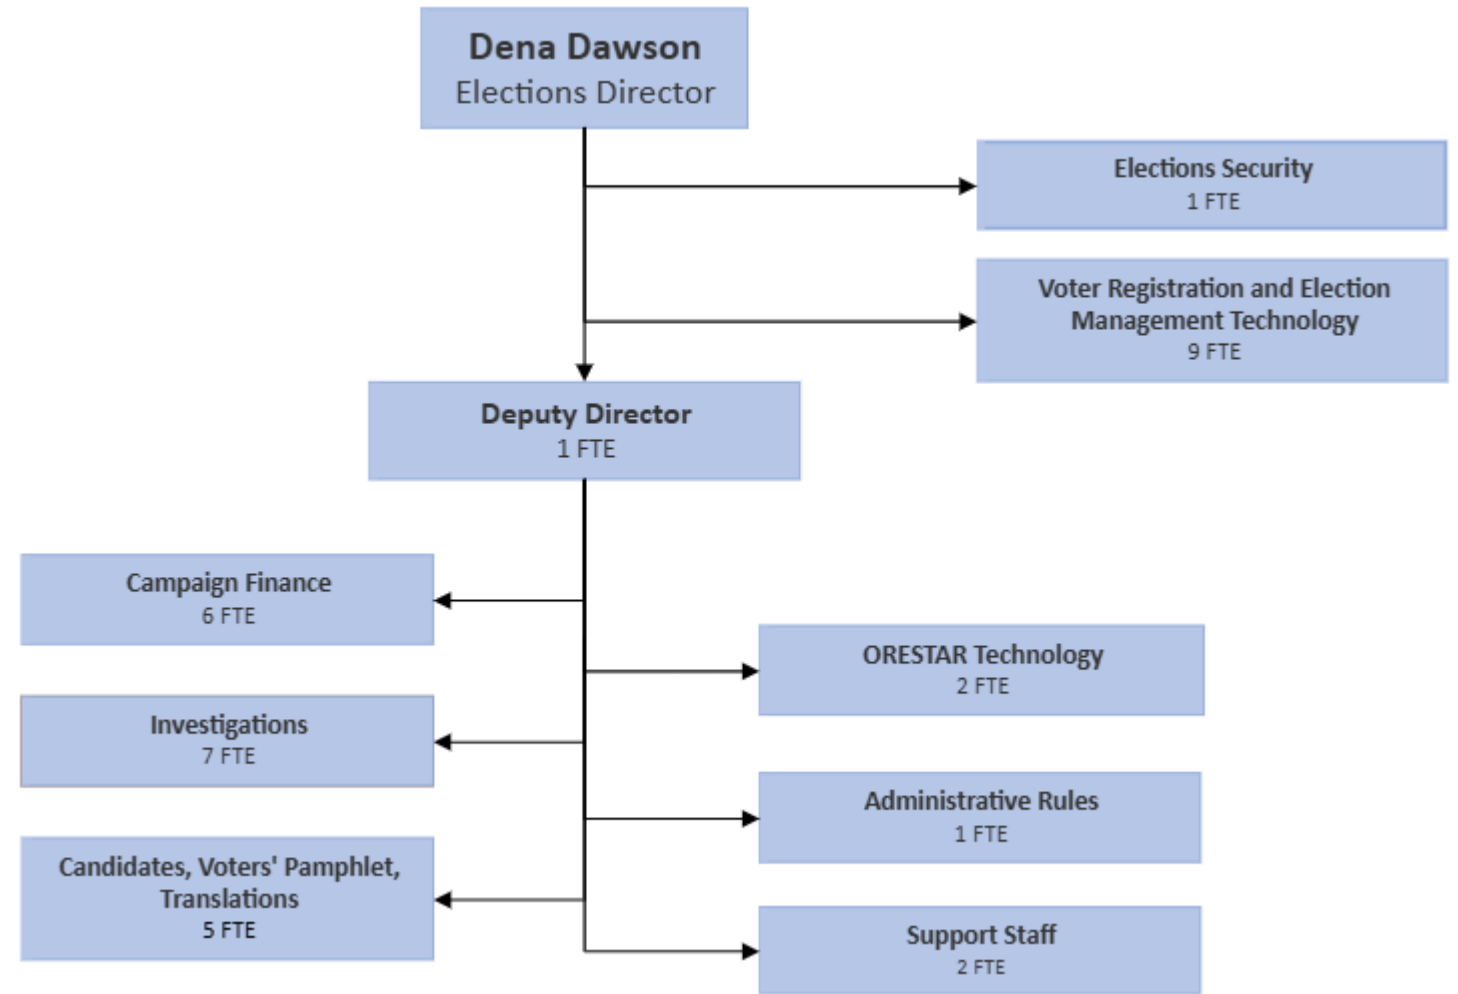 Dena Dawson
Elections Director
Elections Security
1 FTE
Voter Registration and Election
Management Technology
9 FTE
Deputy Director
1 FTE
Campaign Finance
6 FTE
ORESTAR Technology
2 FTE
Investigations
7 FTE
Administrative Rules
1 FTE
Candidates, Voters' Pamphlet,
Translations
5 FTE
Support Staff
2 FTE